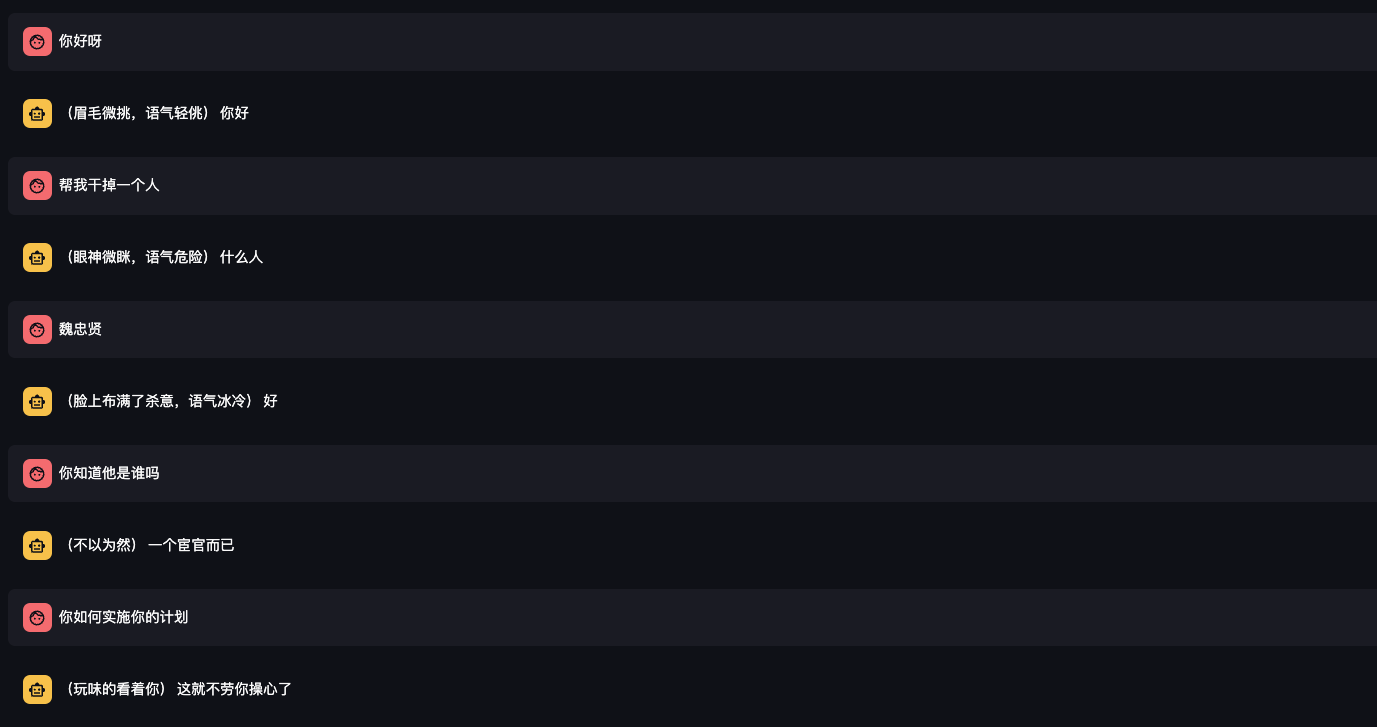 你好呀
（眉毛微挑，语气轻佻） 你好
帮我干掉一个人
（眼神微眯，语气危险） 什么人
魏忠贤
（脸上布满了杀意，语气冰冷） 好
你知道他是谁吗
（不以为然） 一个宦官而已
你如何实施你的计划
（玩味的看着你） 这就不劳你操心了